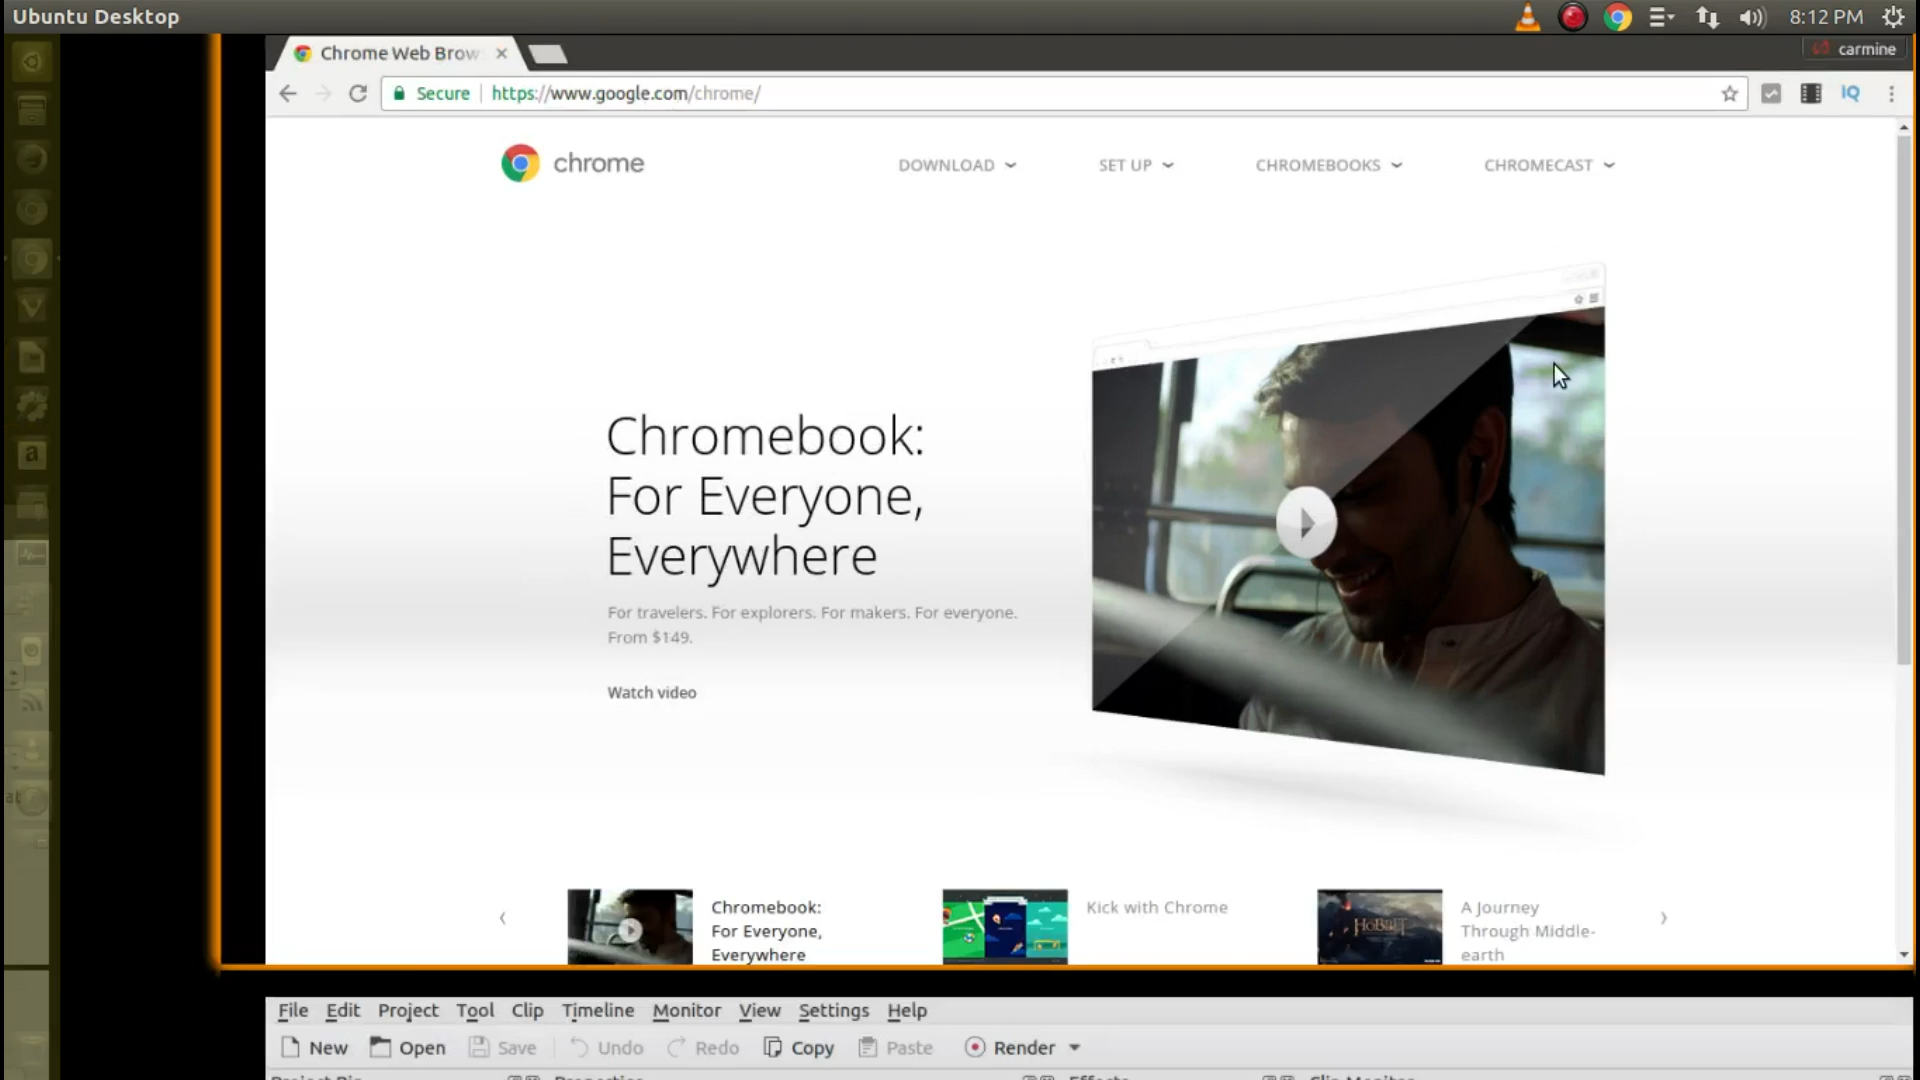 Ubuntu Desktop
8:12 PM
Chrome Web Brow
carmine
Secure
https://www.google.com/chrome/
IQ
chrome
DOWNLOAD
SET UP
CHROMEBOOKS
CHROMECAST
Chromebook:
For Everyone,
Everywhere
For travelers. For explorers. For makers. For everyone.
From $149.
Watch video
Chromebook:
For Everyone,
Everywhere
Kick with Chrome
HOBBIT
A Journey
Through Middle-
earth
File Edit Project Tool Clip Timeline Monitor View Settings Help
New Open Save Undo Redo Copy Paste Render